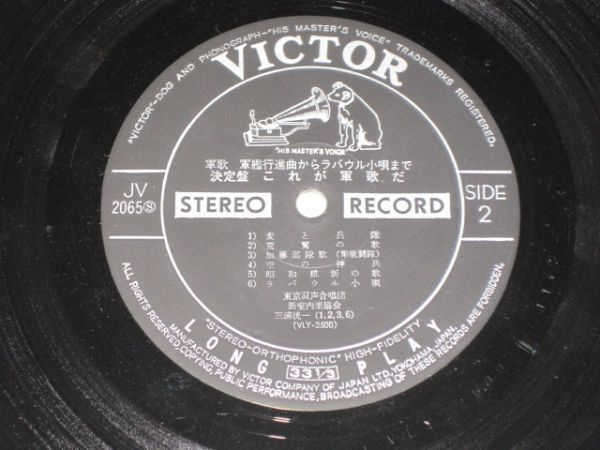 "VICTOR"-DOG AND PHONOGRAPH-"HIS MASTER'S VOICE" TRADEMARKS REGISTERED.
VICTOR
"HIS MASTER'S VOICE"
軍歌 軍艦行進曲からラバウル小唄まで
決定盤 これが軍歌だ
JV
2065Ⓢ
STEREO RECORD
SIDE
2
1) 麦と兵隊
2) 荒鷲の歌
3) 加藤部隊歌 (隼戦闘隊)
4) 空の神兵
5) 昭和維新の歌
6) ラバウル小唄
東京混声合唱団
新室内楽協会
三浦洸一 (1,2,3,6)
(VLY-2500)
"STEREO-ORTHOPHONIC" HIGH-FIDELITY
LONG 33⅓ PLAY
MANUFACTURED BY VICTOR COMPANY OF JAPAN LTD., YOKOHAMA, JAPAN.
ALL RIGHTS RESERVED, COPYING, PUBLIC PERFORMANCE, BROADCASTING OF THESE RECORDS ARE FORBIDDEN.